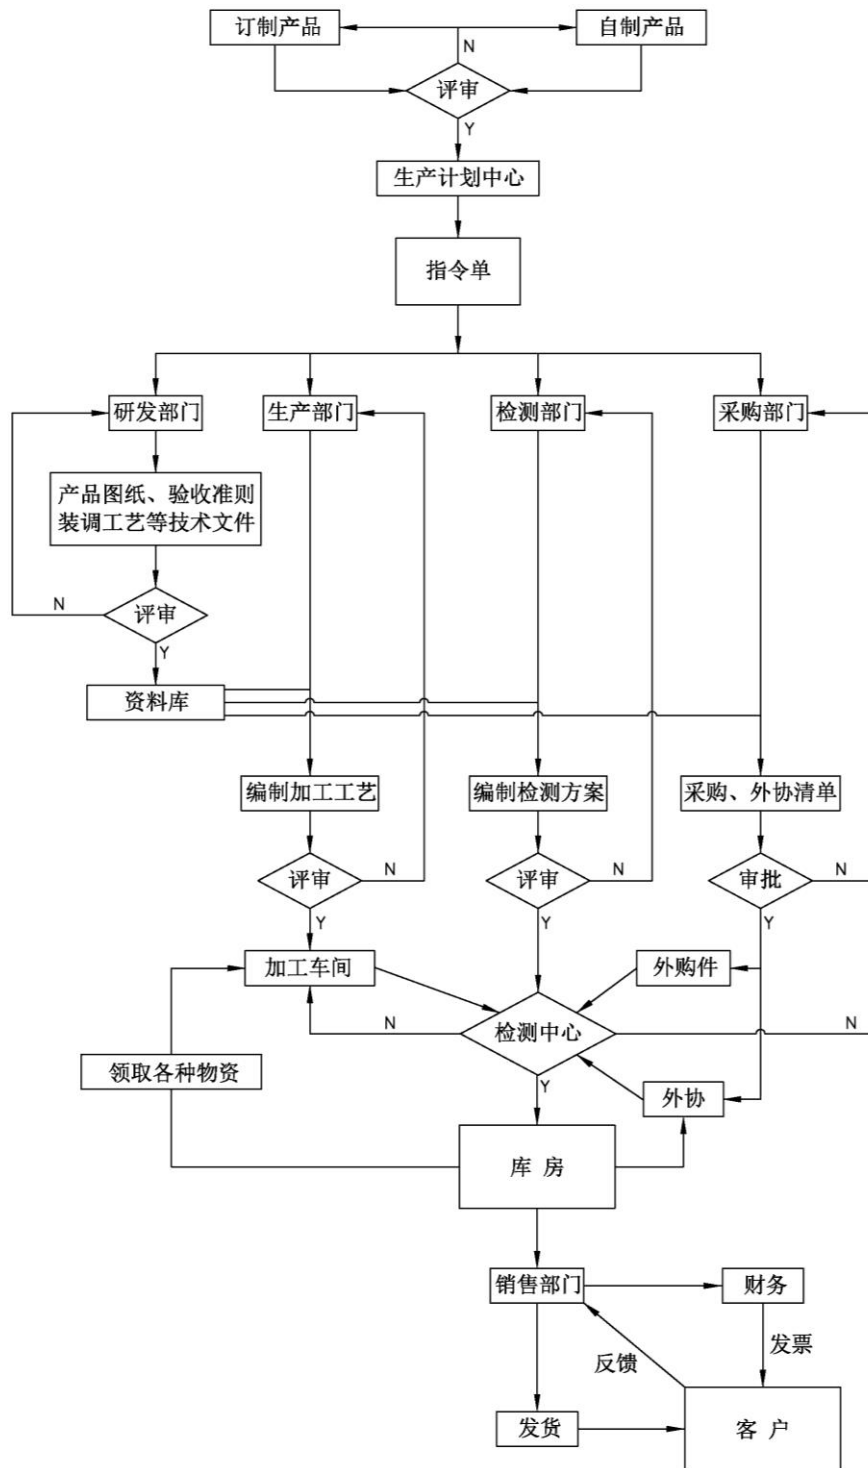 订制产品
自制产品
N
评审
Y
生产计划中心
指令单
研发部门
生产部门
检测部门
采购部门
产品图纸、验收准则
装调工艺等技术文件
N
评审
Y
资料库
编制加工工艺
编制检测方案
采购、外协清单
评审
N
评审
N
审批
N
Y
Y
Y
加工车间
外购件
N
检测中心
N
领取各种物资
Y
外协
库 房
销售部门
财务
反馈
发票
发货
客 户